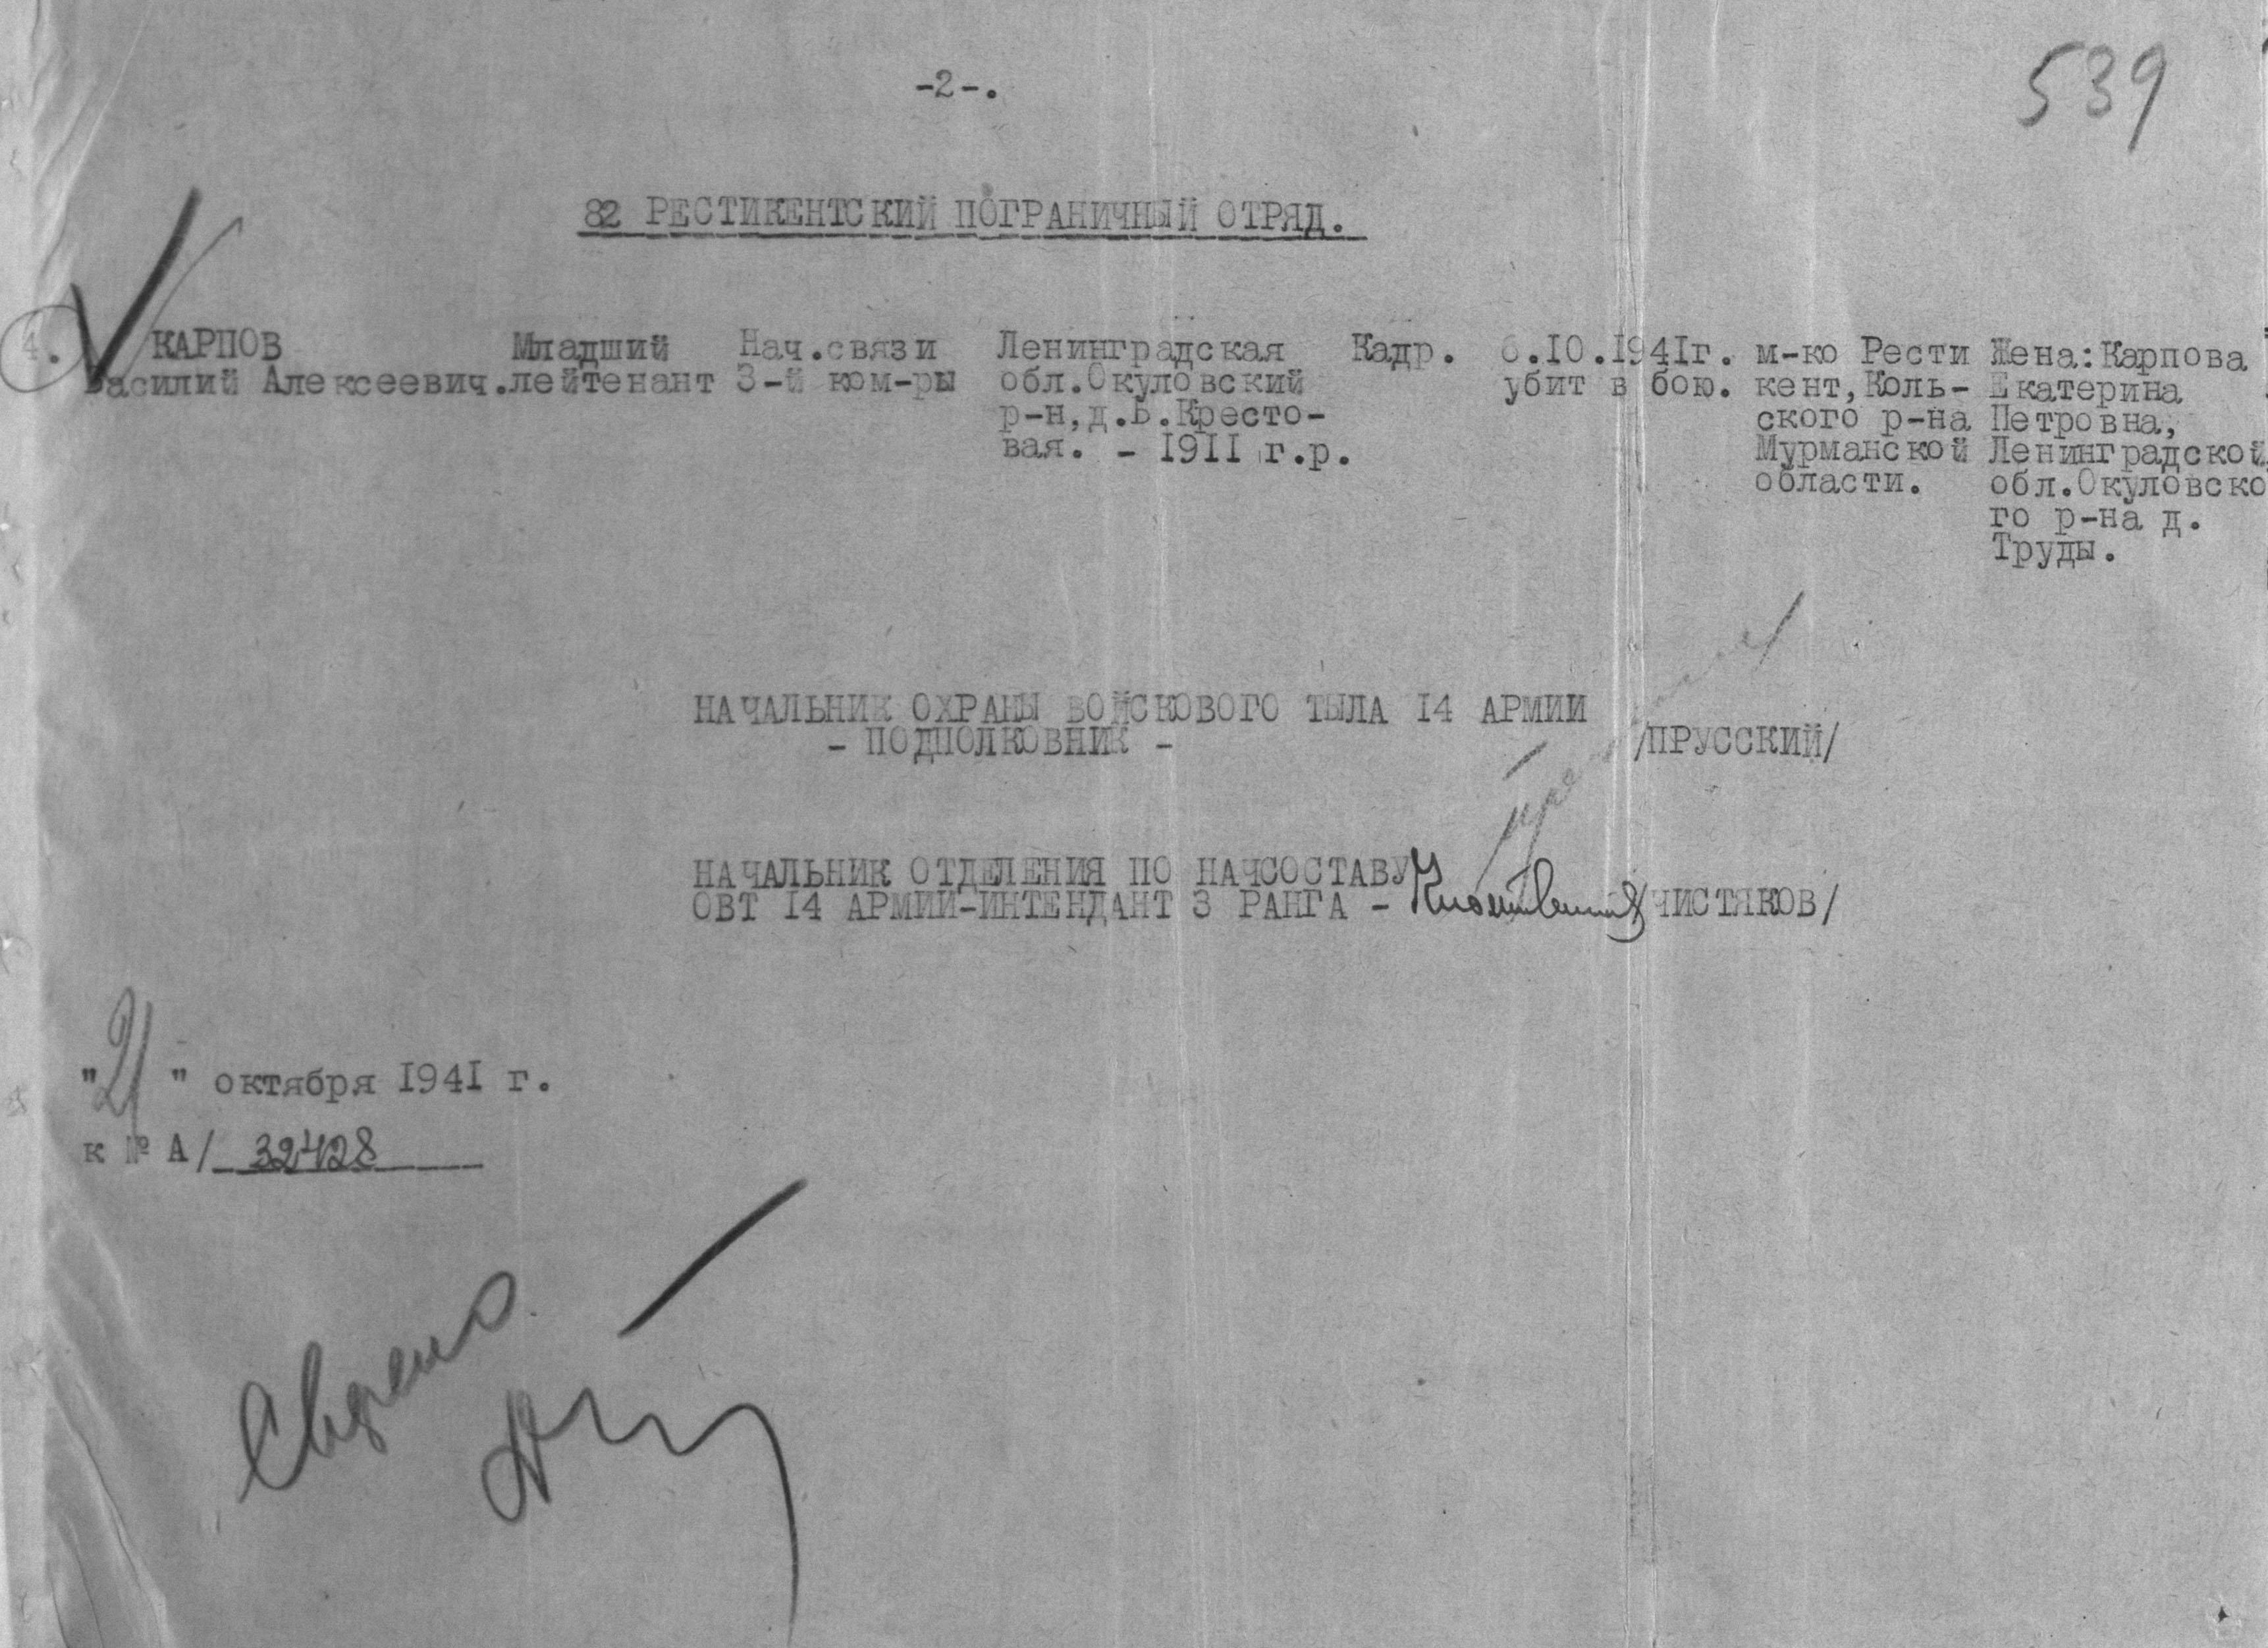 -2-.
539
82 РЕСТИКЕНТСКИЙ ПОГРАНИЧНЫЙ ОТРЯД.
4. КАРПОВ Младший Нач.связи Ленинградская Кадр. 6.10.1941г. м-ко Рести Жена:Карпова
Василий Алексеевич. лейтенант 3-й ком-ры обл.Окуловский убит в бою. кент,Коль- Екатерина
р-н,д.Б.Кресто- ского р-на Петровна,
вая. - 1911 г.р. Мурманской Ленинградской
области. обл.Окуловско
го р-на д.
Труды.
НАЧАЛЬНИК ОХРАНЫ ВОЙСКОВОГО ТЫЛА 14 АРМИИ
- ПОДПОЛКОВНИК - /ПРУССКИЙ/
НАЧАЛЬНИК ОТДЕЛЕНИЯ ПО НАЧСОСТАВУ
ОВТ 14 АРМИИ-ИНТЕНДАНТ 3 РАНГА - /ЧИСТЯКОВ/
"21" октября 1941 г.
к № А/ 32428